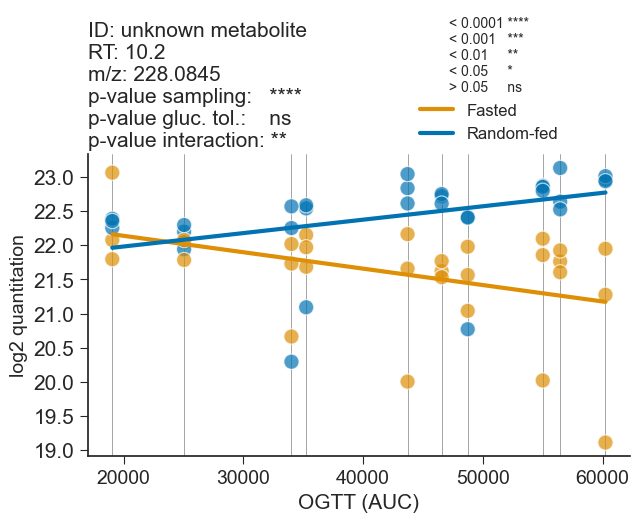 ID: unknown metabolite
RT: 10.2
m/z: 228.0845
p-value sampling: ****
p-value gluc. tol.: ns
p-value interaction: **
< 0.0001 ****
< 0.001 ***
< 0.01 **
< 0.05 *
> 0.05 ns
Fasted
Random-fed
log2 quantitation
23.0
22.5
22.0
21.5
21.0
20.5
20.0
19.5
19.0
20000 30000 40000 50000 60000
OGTT (AUC)